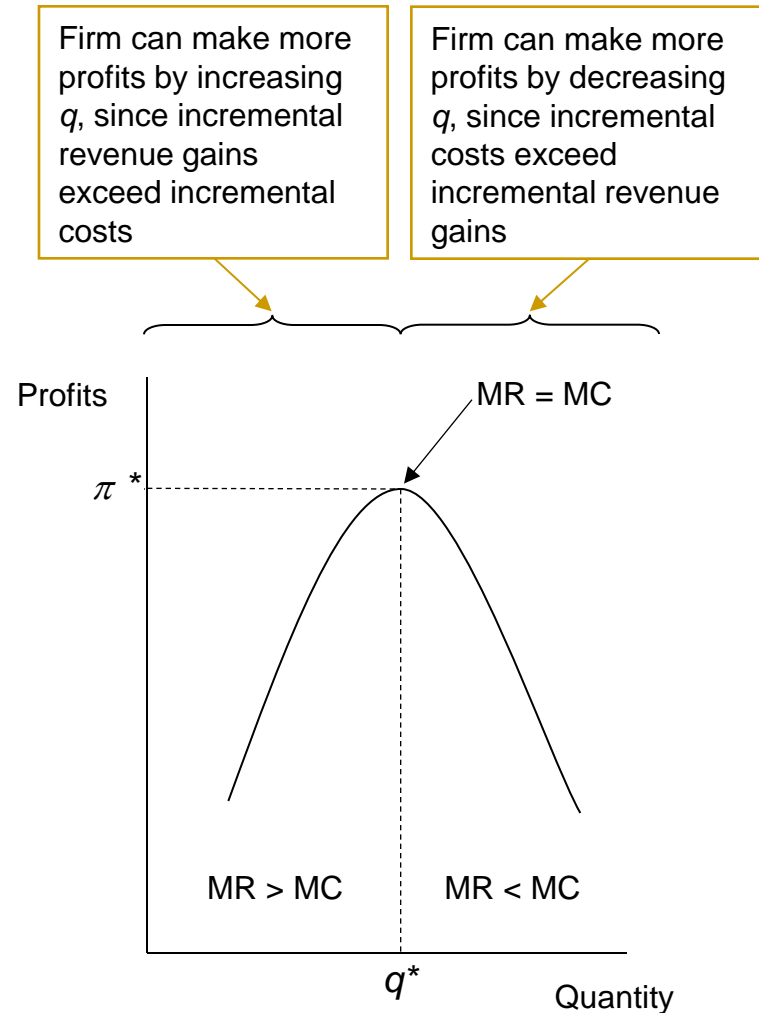 Firm can make more
profits by increasing
q, since incremental
revenue gains
exceed incremental
costs
Firm can make more
profits by decreasing
q, since incremental
costs exceed
incremental revenue
gains
Profits
MR = MC
π *
MR > MC
MR < MC
q*
Quantity